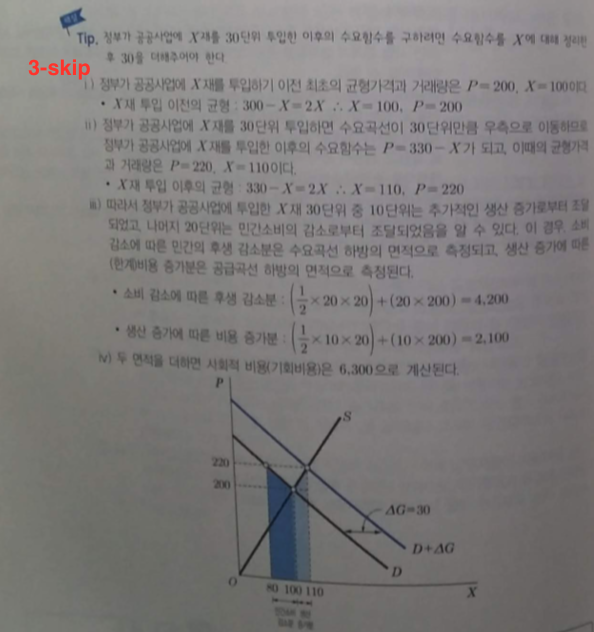 해설
Tip. 정부가 공공사업에 X재를 30단위 투입한 이후의 수요함수를 구하려면 수요함수를 X에 대해 정리한
후 30을 더해주어야 한다.
3-skip
i) 정부가 공공사업에 X재를 투입하기 이전 최초의 균형가격과 거래량은 P=200, X=100이다.
• X재 투입 이전의 균형 : 300-X=2X ∴ X=100, P=200
ii) 정부가 공공사업에 X재를 30단위 투입하면 수요곡선이 30단위만큼 우측으로 이동하므로
정부가 공공사업에 X재를 투입한 이후의 수요함수는 P=330-X가 되고, 이때의 균형가격
과 거래량은 P=220, X=110이다.
• X재 투입 이후의 균형 : 330-X=2X ∴ X=110, P=220
iii) 따라서 정부가 공공사업에 투입한 X재 30단위 중 10단위는 추가적인 생산 증가로부터 조달
되었고, 나머지 20단위는 민간소비의 감소로부터 조달되었음을 알 수 있다. 이 경우, 소비
감소에 따른 민간의 후생 감소분은 수요곡선 하방의 면적으로 측정되고, 생산 증가에 따른
(한계)비용 증가분은 공급곡선 하방의 면적으로 측정된다.
• 소비 감소에 따른 후생 감소분 : (1/2×20×20)+(20×200)=4,200
• 생산 증가에 따른 비용 증가분 : (1/2×10×20)+(10×200)=2,100
iv) 두 면적을 더하면 사회적 비용(기회비용)은 6,300으로 계산된다.
P
S
220
200
ΔG=30
D+ΔG
D
O
80 100 110
X